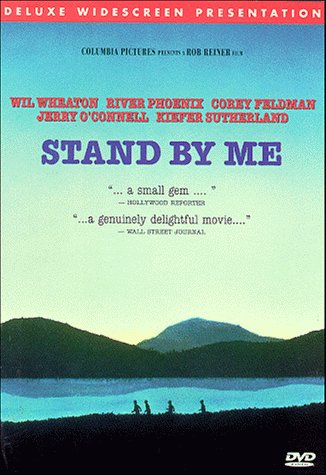 DELUXE WIDESCREEN PRESENTATION
COLUMBIA PICTURES PRESENTS A ROB REINER FILM
WIL WHEATON RIVER PHOENIX COREY FELDMAN
JERRY O'CONNELL KIEFER SUTHERLAND
STAND BY ME
"... a small gem ...."
— HOLLYWOOD REPORTER
"...a genuinely delightful movie...."
— WALL STREET JOURNAL
DVD